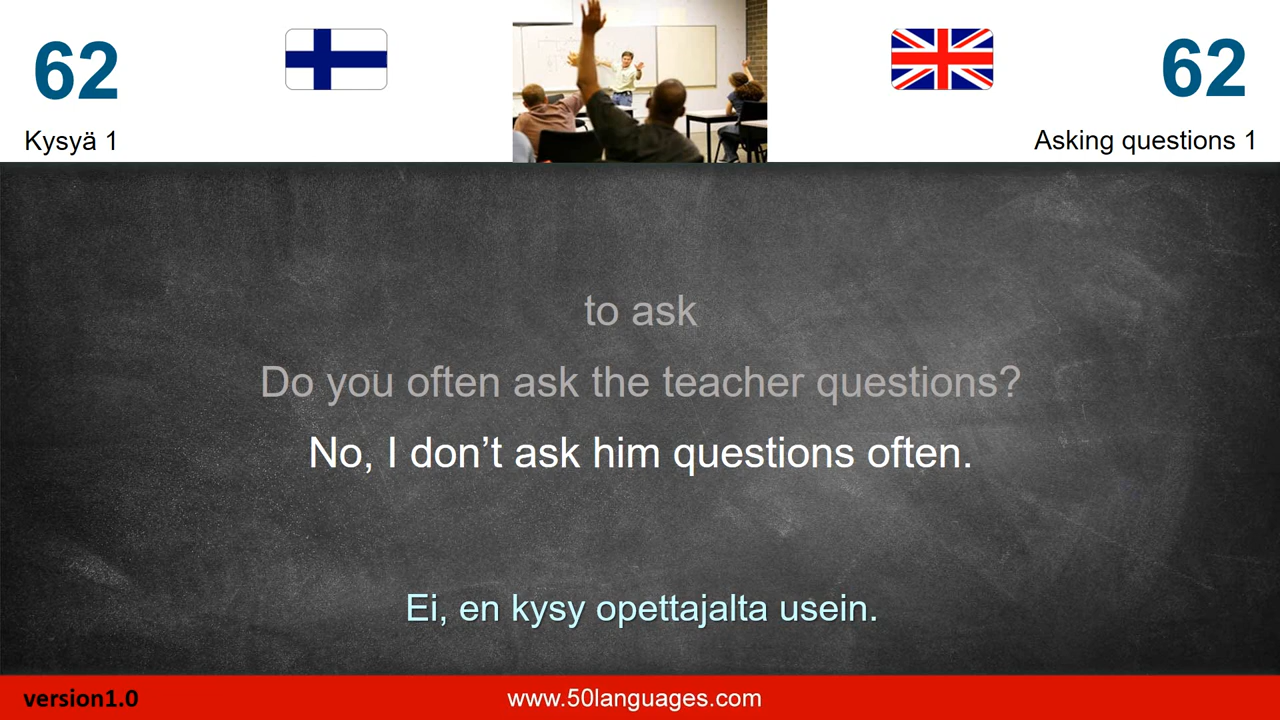 62
62
Kysyä 1
Asking questions 1
to ask
Do you often ask the teacher questions?
No, I don’t ask him questions often.
Ei, en kysy opettajalta usein.
version1.0
www.50languages.com